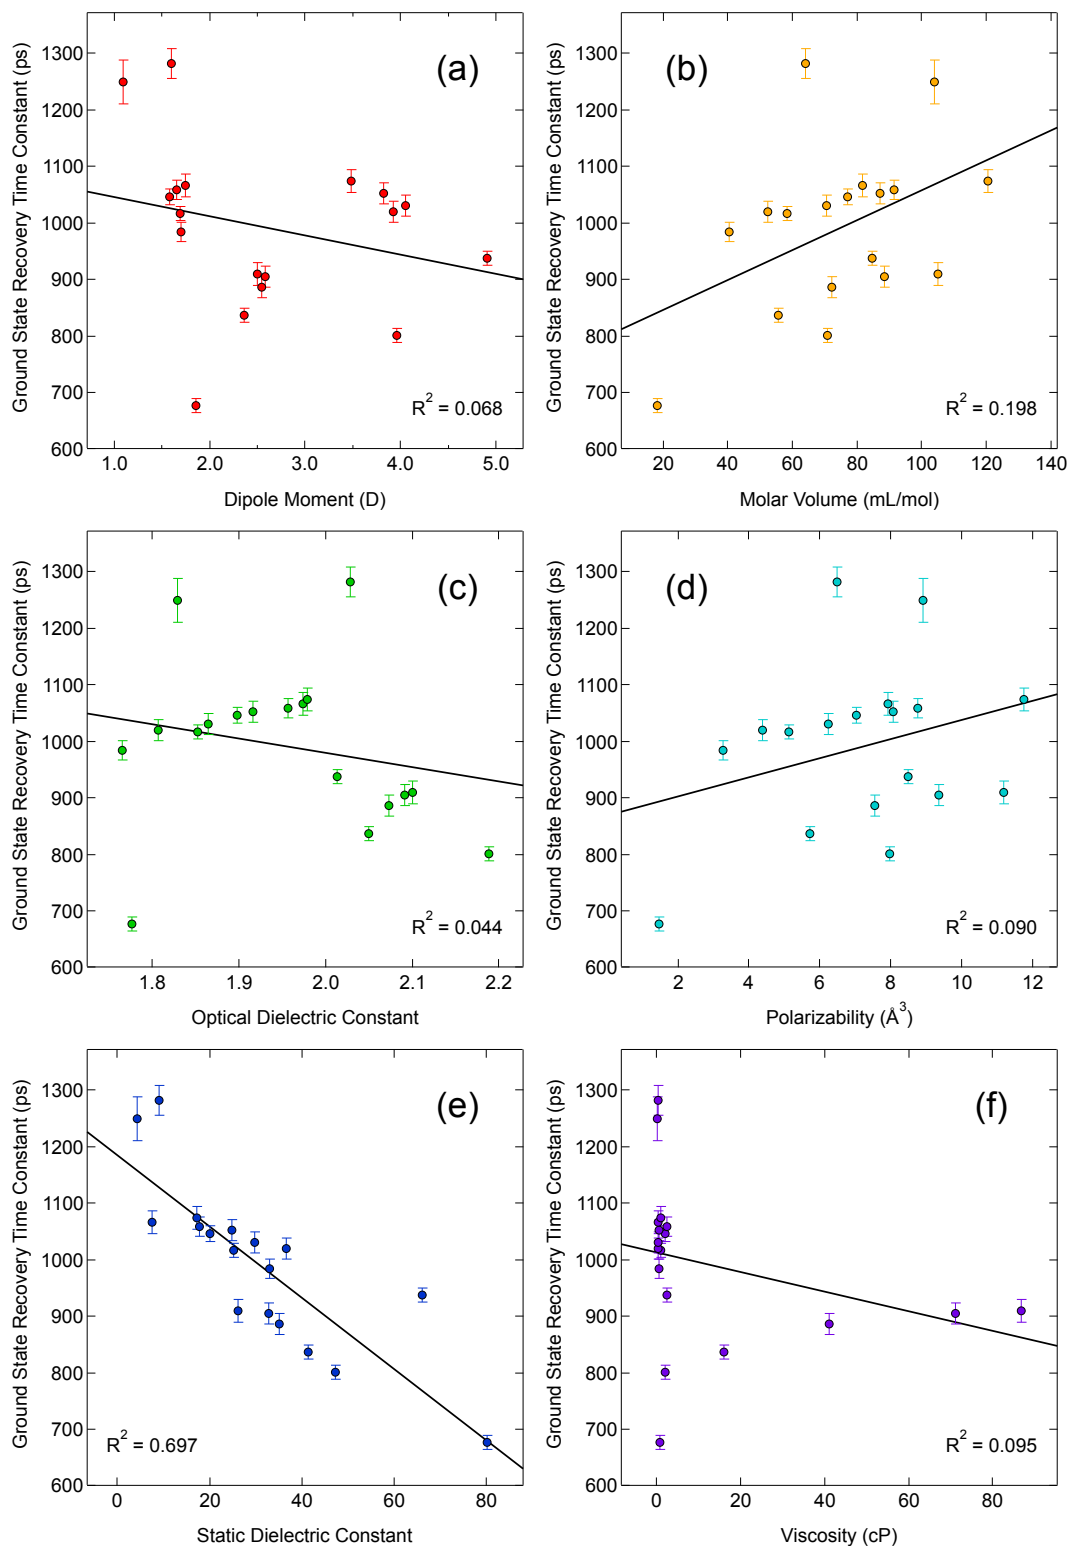 Ground State Recovery Time Constant (ps)
1300
1200
1100
1000
900
800
700
600
(a)
R² = 0.068
1.0 2.0 3.0 4.0 5.0
Dipole Moment (D)
Ground State Recovery Time Constant (ps)
1300
1200
1100
1000
900
800
700
600
(b)
R² = 0.198
20 40 60 80 100 120 140
Molar Volume (mL/mol)
Ground State Recovery Time Constant (ps)
1300
1200
1100
1000
900
800
700
600
(c)
R² = 0.044
1.8 1.9 2.0 2.1 2.2
Optical Dielectric Constant
Ground State Recovery Time Constant (ps)
1300
1200
1100
1000
900
800
700
600
(d)
R² = 0.090
2 4 6 8 10 12
Polarizability (Å³)
Ground State Recovery Time Constant (ps)
1300
1200
1100
1000
900
800
700
600
(e)
R² = 0.697
0 20 40 60 80
Static Dielectric Constant
Ground State Recovery Time Constant (ps)
1300
1200
1100
1000
900
800
700
600
(f)
R² = 0.095
0 20 40 60 80
Viscosity (cP)